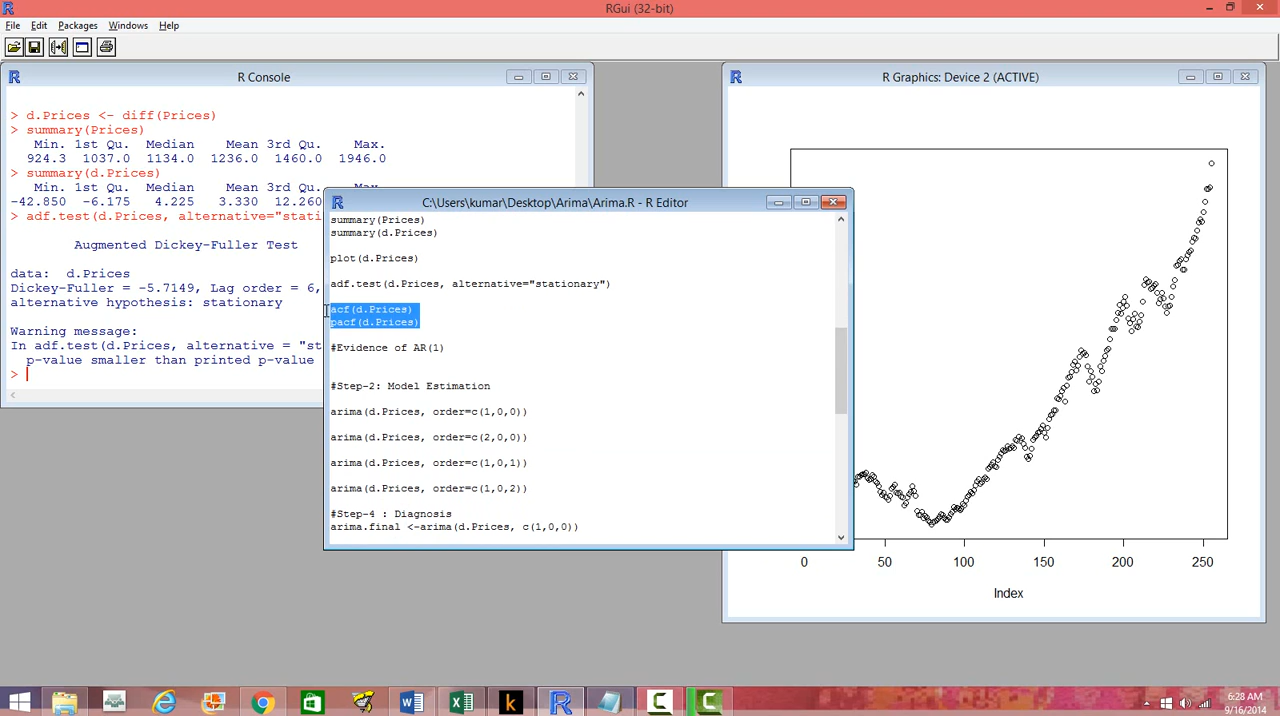 RGui (32-bit)
File Edit Packages Windows Help
R Console
> d.Prices <- diff(Prices)
> summary(Prices)
Min. 1st Qu. Median Mean 3rd Qu. Max.
924.3 1037.0 1134.0 1236.0 1460.0 1946.0
> summary(d.Prices)
Min. 1st Qu. Median Mean 3rd Qu. Max.
-42.850 -6.175 4.225 3.330 12.260
> adf.test(d.Prices, alternative="stati
Augmented Dickey-Fuller Test
data: d.Prices
Dickey-Fuller = -5.7149, Lag order = 6,
alternative hypothesis: stationary
Warning message:
In adf.test(d.Prices, alternative = "st
p-value smaller than printed p-value
>
C:\Users\kumar\Desktop\Arima\Arima.R - R Editor
summary(Prices)
summary(d.Prices)
plot(d.Prices)
adf.test(d.Prices, alternative="stationary")
acf(d.Prices)
pacf(d.Prices)
#Evidence of AR(1)
#Step-2: Model Estimation
arima(d.Prices, order=c(1,0,0))
arima(d.Prices, order=c(2,0,0))
arima(d.Prices, order=c(1,0,1))
arima(d.Prices, order=c(1,0,2))
#Step-4 : Diagnosis
arima.final <-arima(d.Prices, c(1,0,0))
R Graphics: Device 2 (ACTIVE)
0 50 100 150 200 250
Index
6:28 AM
9/16/2014